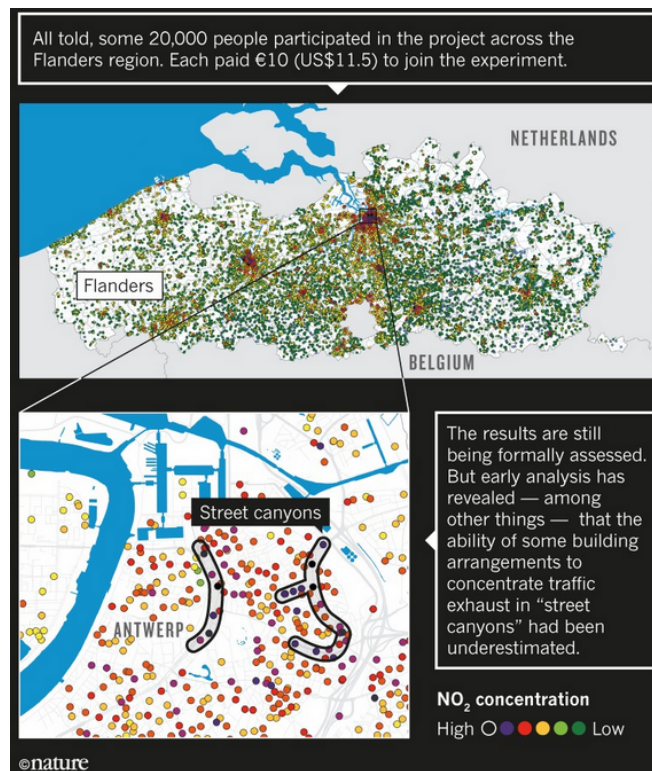 All told, some 20,000 people participated in the project across the
Flanders region. Each paid €10 (US$11.5) to join the experiment.
NETHERLANDS
Flanders
BELGIUM
Street canyons
ANTWERP
The results are still
being formally assessed.
But early analysis has
revealed — among
other things — that the
ability of some building
arrangements to
concentrate traffic
exhaust in “street
canyons” had been
underestimated.
NO₂ concentration
High
Low
©nature